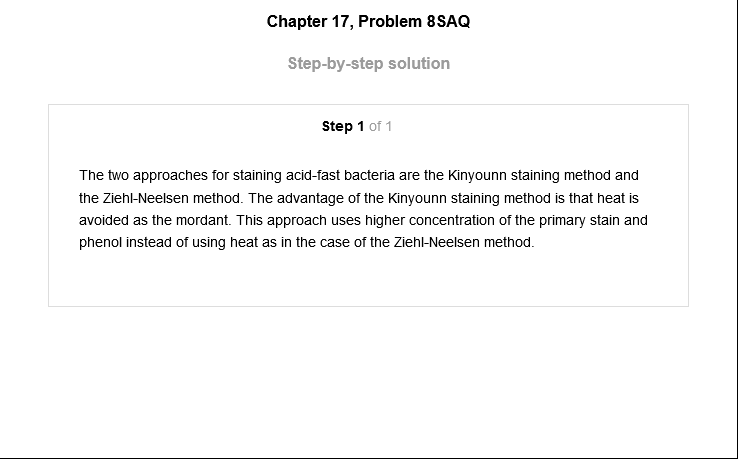 Chapter 17, Problem 8SAQ
Step-by-step solution
Step 1 of 1
The two approaches for staining acid-fast bacteria are the Kinyounn staining method and
the Ziehl-Neelsen method. The advantage of the Kinyounn staining method is that heat is
avoided as the mordant. This approach uses higher concentration of the primary stain and
phenol instead of using heat as in the case of the Ziehl-Neelsen method.